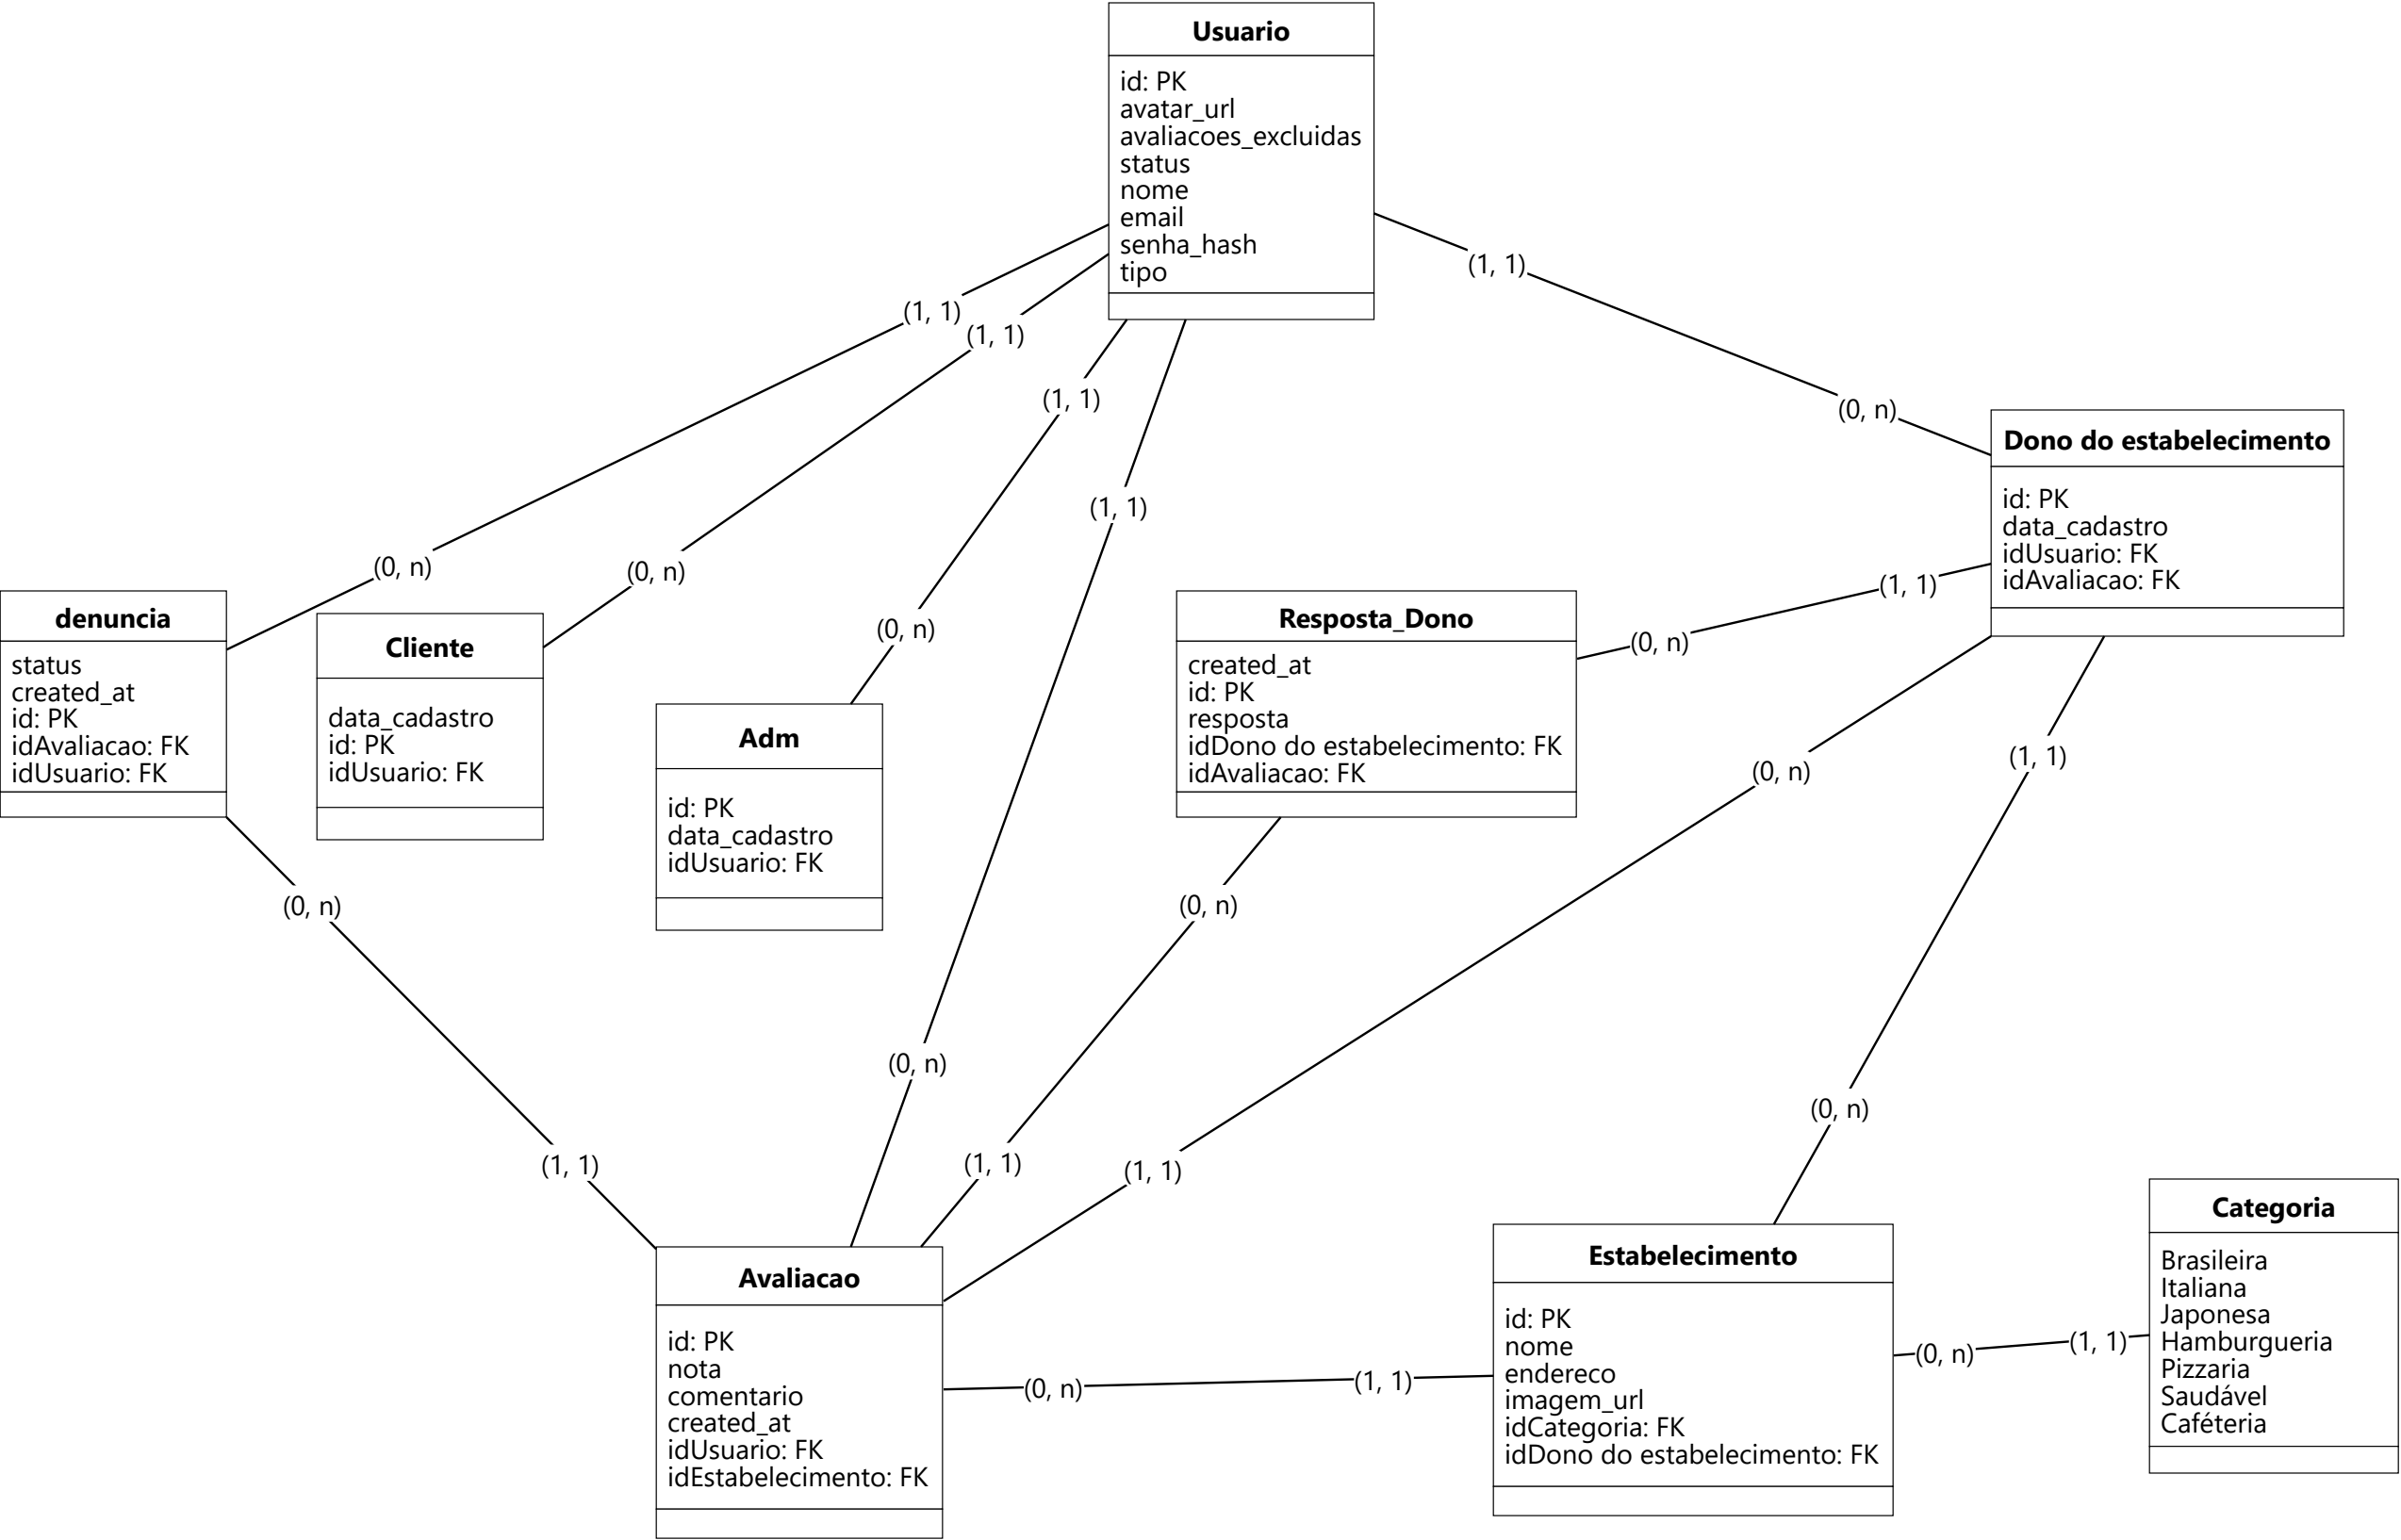 Usuario
id: PK
avatar_url
avaliacoes_excluidas
status
nome
email
senha_hash
tipo
(1, 1)
(1, 1)
(1, 1)
(1, 1)
(1, 1)
(0, n)
(0, n)
(0, n)
(0, n)
Dono do estabelecimento
id: PK
data_cadastro
idUsuario: FK
idAvaliacao: FK
denuncia
status
created_at
id: PK
idAvaliacao: FK
idUsuario: FK
Cliente
data_cadastro
id: PK
idUsuario: FK
Adm
id: PK
data_cadastro
idUsuario: FK
Resposta_Dono
created_at
id: PK
resposta
idDono do estabelecimento: FK
idAvaliacao: FK
(1, 1)
(0, n)
(0, n)
(1, 1)
(0, n)
(0, n)
(0, n)
(0, n)
(1, 1)
(1, 1)
(1, 1)
Avaliacao
id: PK
nota
comentario
created_at
idUsuario: FK
idEstabelecimento: FK
(0, n)
(1, 1)
Estabelecimento
id: PK
nome
endereco
imagem_url
idCategoria: FK
idDono do estabelecimento: FK
(0, n)
(1, 1)
Categoria
Brasileira
Italiana
Japonesa
Hamburgueria
Pizzaria
Saudável
Caféteria